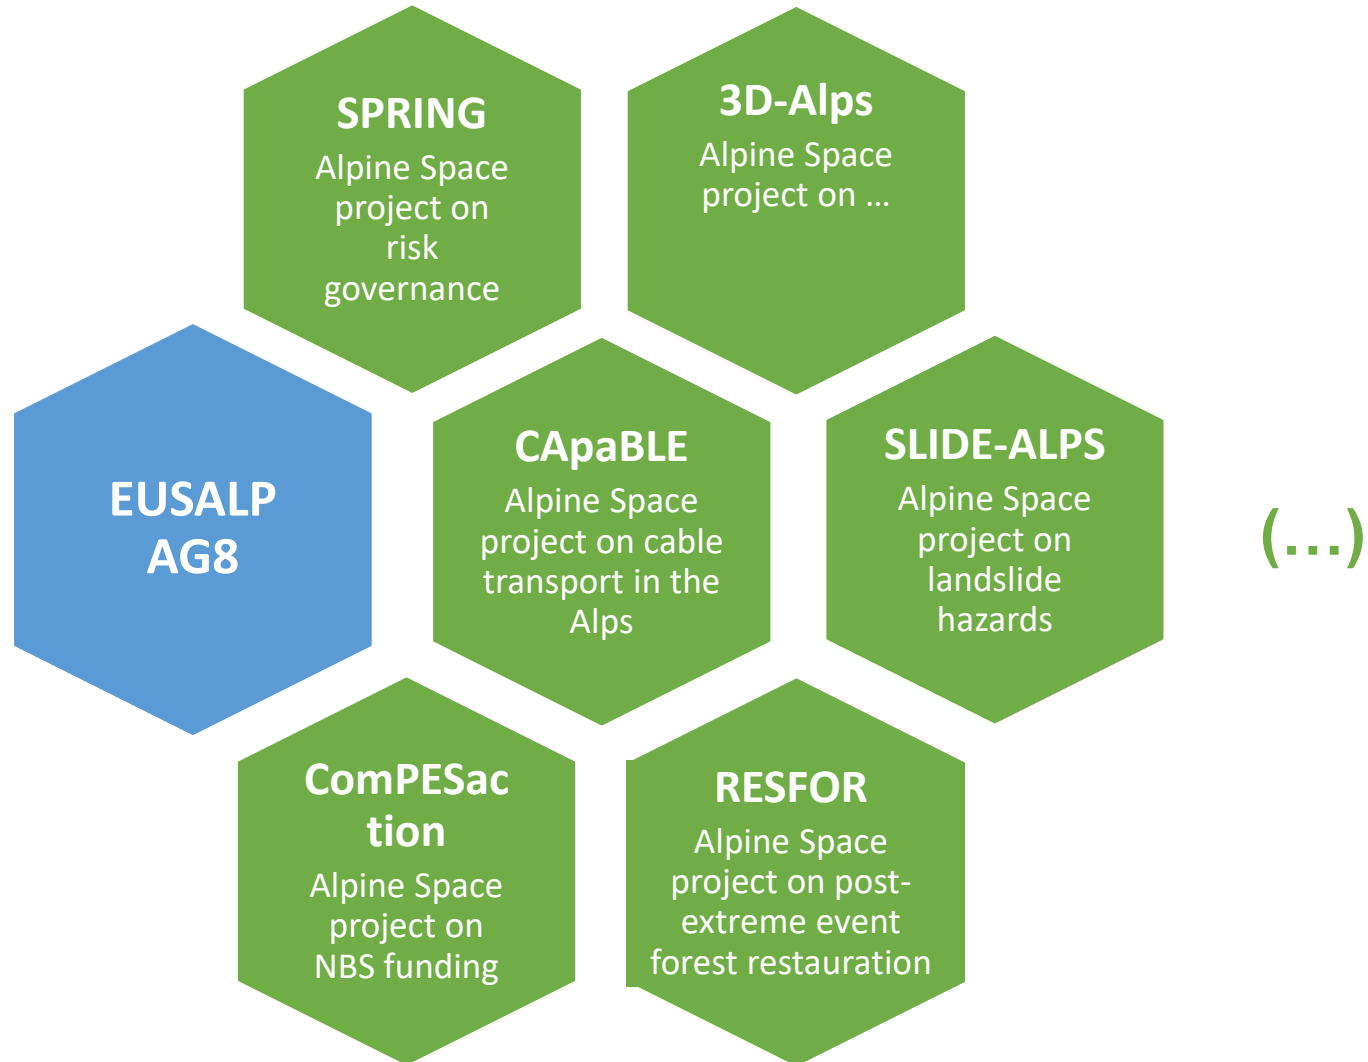 SPRING
Alpine Space
project on
risk
governance
3D-Alps
Alpine Space
project on ...
EUSALP
AG8
CApaBLE
Alpine Space
project on cable
transport in the
Alps
SLIDE-ALPS
Alpine Space
project on
landslide
hazards
(...)
ComPESac
tion
Alpine Space
project on
NBS funding
RESFOR
Alpine Space
project on post-
extreme event
forest restauration